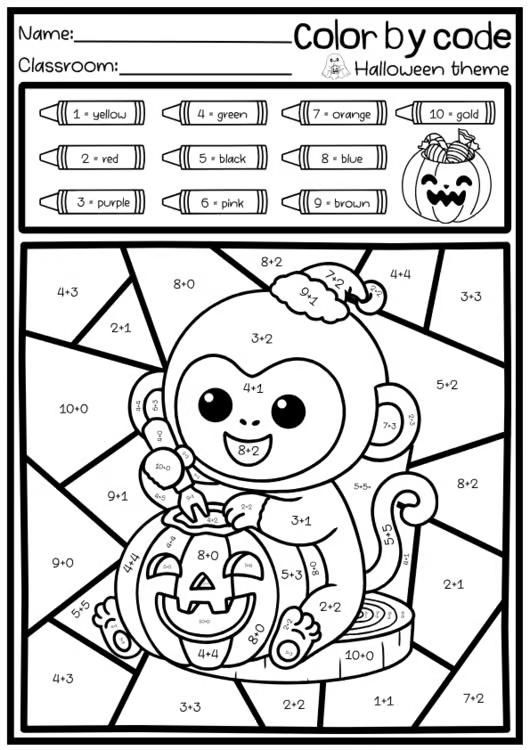 Name:
Color by code
Classroom:
Halloween theme
1 = yellow
4 = green
7 = orange
10 = gold
2 = red
5 = black
8 = blue
3 = purple
6 = pink
9 = brown
8+2
7+2
4+4
4+3
8+0
9+1
3+3
2+1
3+2
4+1
5+2
10+0
7+3
8+2
8+2
9+1
10+0
3+1
5+5
9+0
4+4
8+0
5+3
2+1
2+2
5+5
8+0
4+4
10+0
4+3
3+3
2+2
1+1
7+2